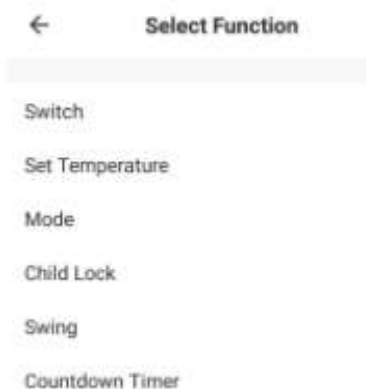 Select Function
Switch
Set Temperature
Mode
Child Lock
Swing
Countdown Timer